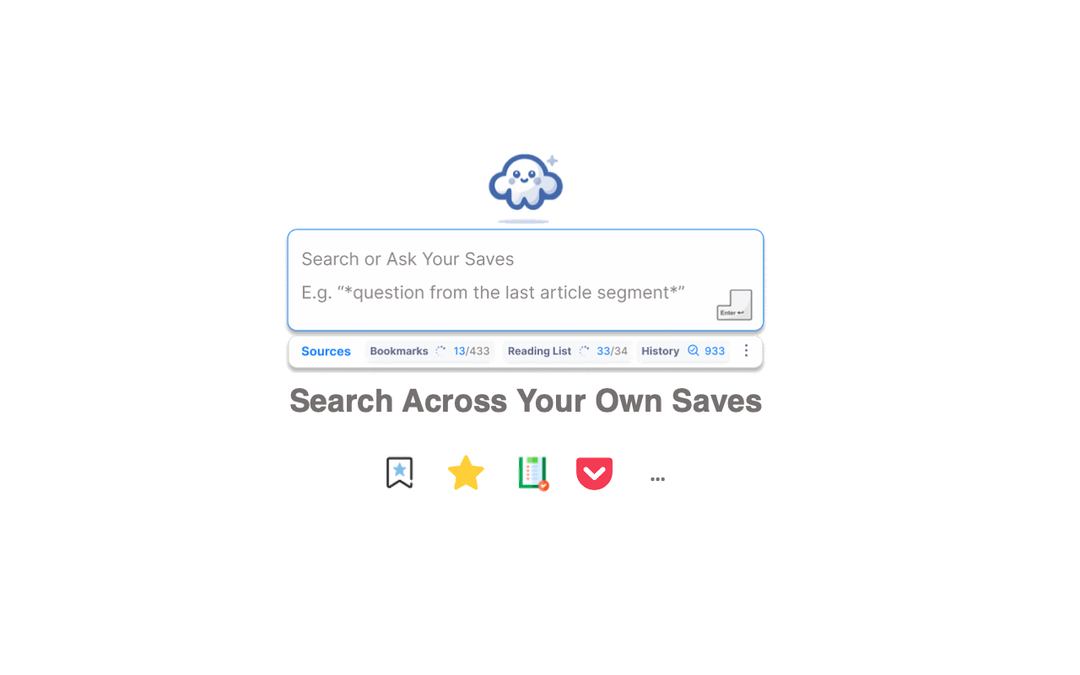 Search or Ask Your Saves
E.g. “*question from the last article segment*”
Enter ↩
Sources Bookmarks 13/433 Reading List 33/34 History 933
Search Across Your Own Saves
...